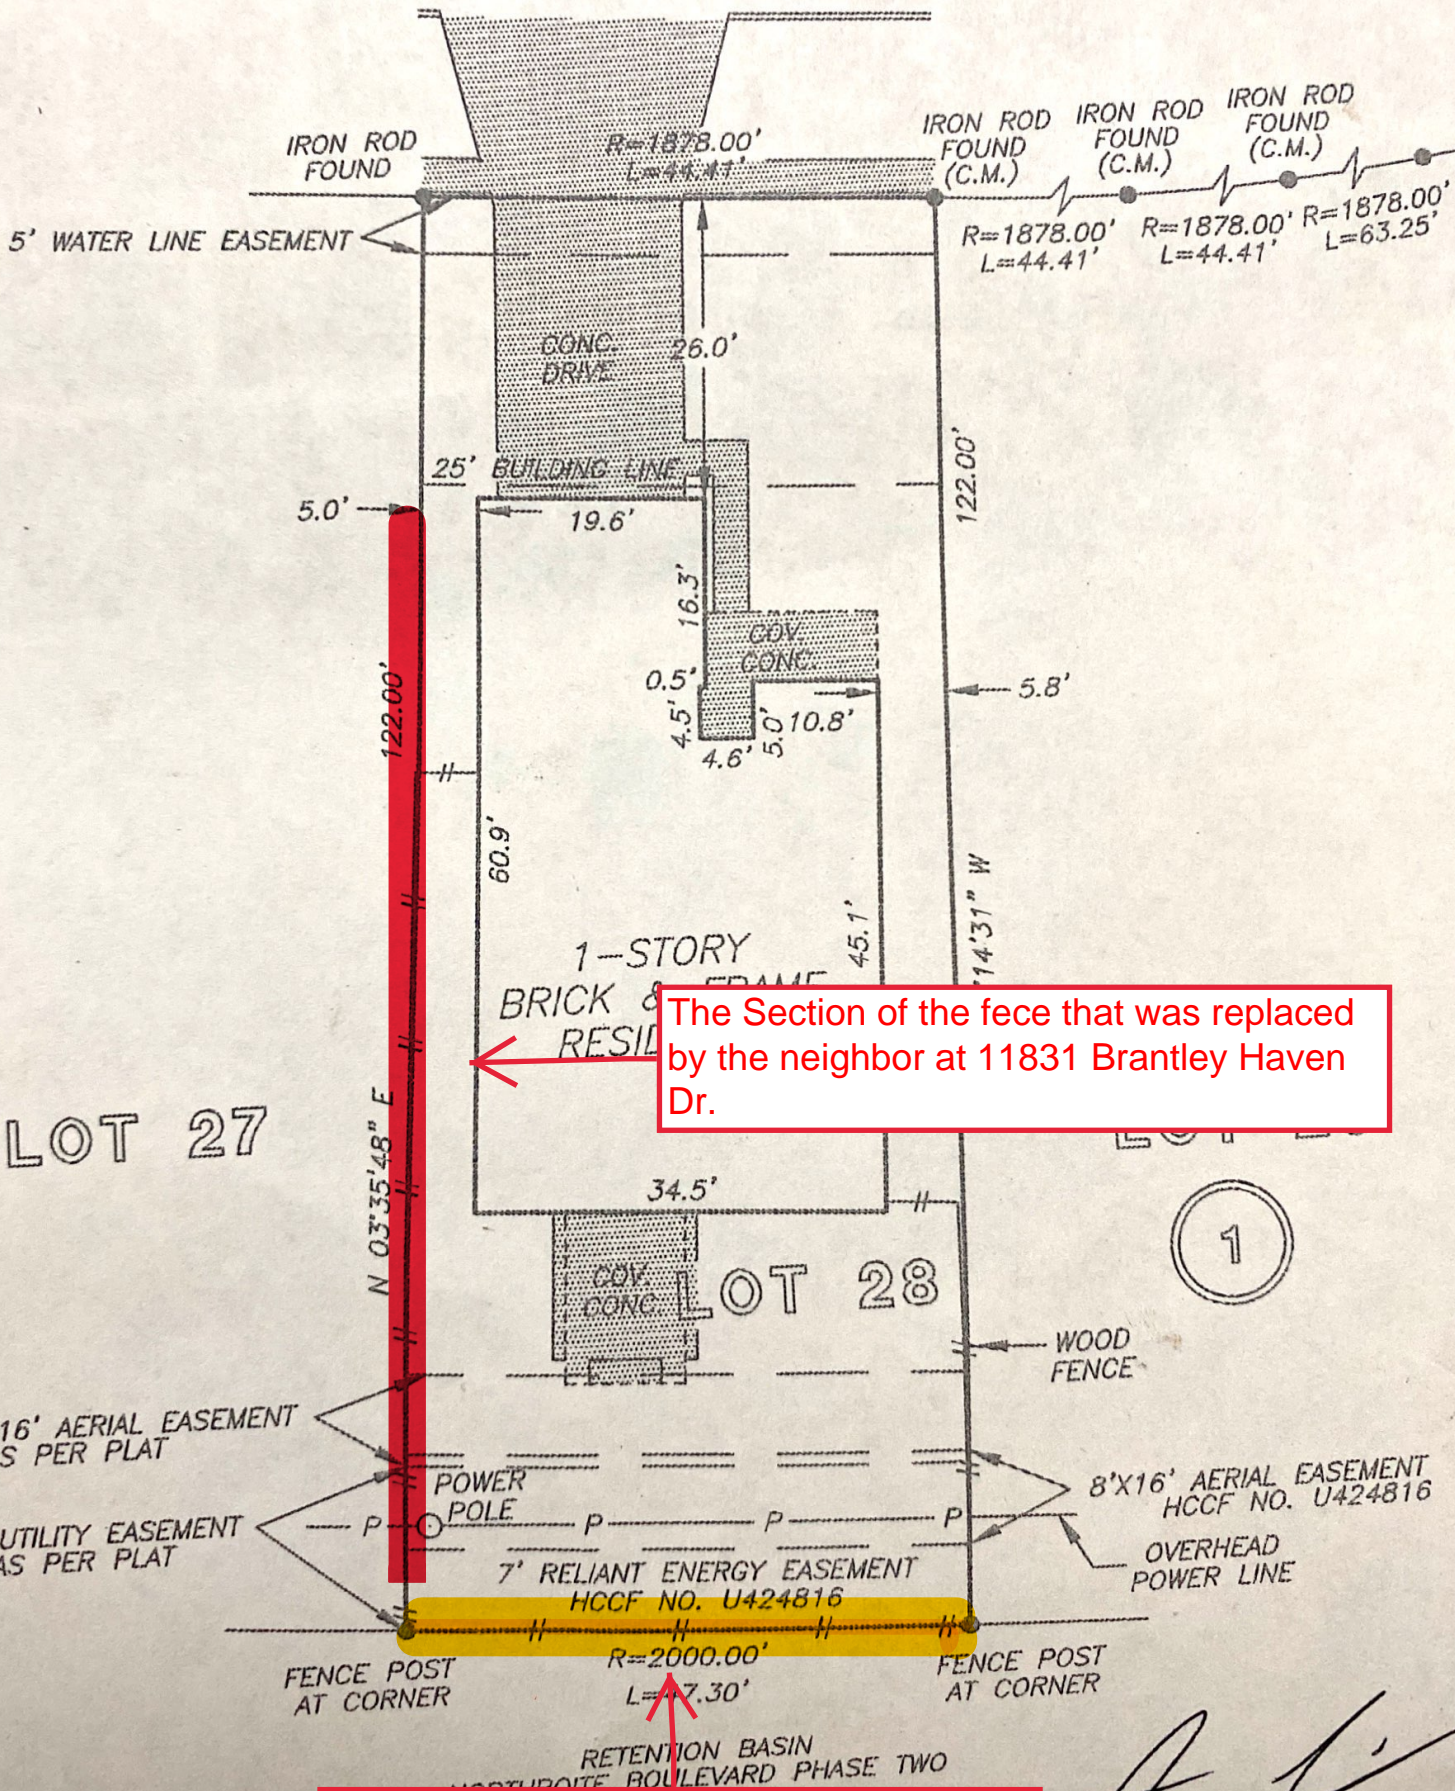 IRON ROD
FOUND
R=1878.00'
L=44.41'
IRON ROD
FOUND
(C.M.)
IRON ROD
FOUND
(C.M.)
IRON ROD
FOUND
(C.M.)
5' WATER LINE EASEMENT
R=1878.00'
L=44.41'
R=1878.00'
L=44.41'
R=1878.00'
L=63.25'
CONC.
DRIVE
26.0'
122.00'
25' BUILDING LINE
5.0'
19.6'
16.3'
COV.
CONC.
0.5'
4.5'
4.6'
5.0'
10.8'
5.8'
122.00'
60.9'
45.1'
14'31" W
1-STORY
BRICK &
The Section of the fece that was replaced
by the neighbor at 11831 Brantley Haven
Dr.
LOT 27
N 03°35'48" E
34.5'
1
COV.
CONC.
LOT 28
WOOD
FENCE
16' AERIAL EASEMENT
PER PLAT
POWER
POLE
8'X16' AERIAL EASEMENT
HCCF NO. U424816
UTILITY EASEMENT
AS PER PLAT
P
P
P
P
OVERHEAD
POWER LINE
7' RELIANT ENERGY EASEMENT
HCCF NO. U424816
R=2000.00'
L=47.30'
FENCE POST
AT CORNER
FENCE POST
AT CORNER
RETENTION BASIN
BOULEVARD PHASE TWO